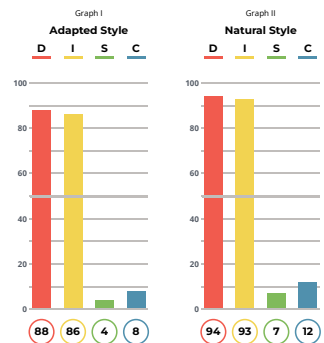 Graph I
Adapted Style
D I S C
100
80
60
40
20
0
88 86 4 8
Graph II
Natural Style
D I S C
100
80
60
40
20
0
94 93 7 12